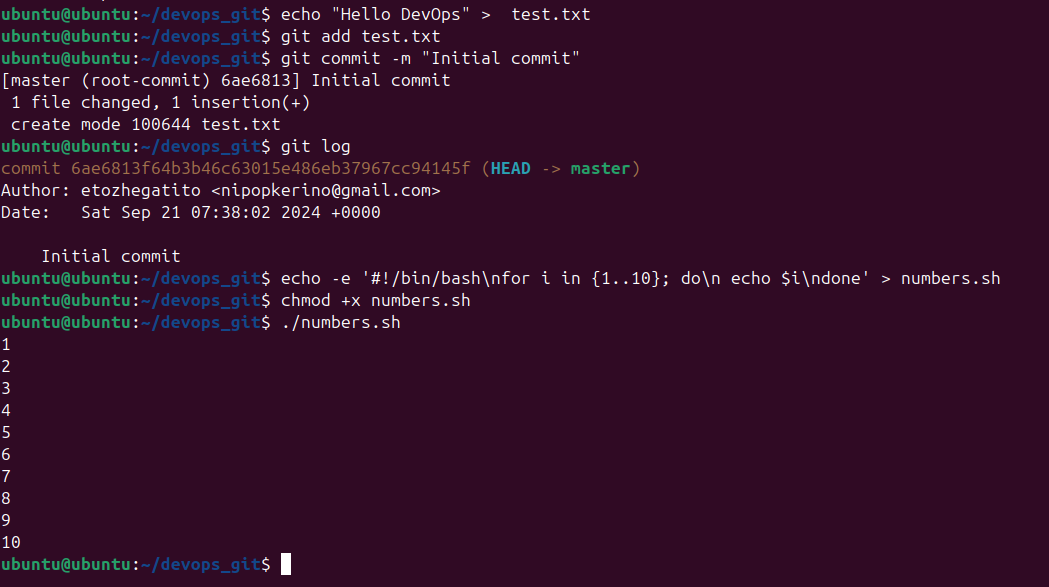 ubuntu@ubuntu:~/devops_git$ echo "Hello DevOps" >  test.txt
ubuntu@ubuntu:~/devops_git$ git add test.txt
ubuntu@ubuntu:~/devops_git$ git commit -m "Initial commit"
[master (root-commit) 6ae6813] Initial commit
 1 file changed, 1 insertion(+)
 create mode 100644 test.txt
ubuntu@ubuntu:~/devops_git$ git log
commit 6ae6813f64b3b46c63015e486eb37967cc94145f (HEAD -> master)
Author: etozhegatito <nipopkerino@gmail.com>
Date:   Sat Sep 21 07:38:02 2024 +0000

    Initial commit
ubuntu@ubuntu:~/devops_git$ echo -e '#!/bin/bash\nfor i in {1..10}; do\n echo $i\ndone' > numbers.sh
ubuntu@ubuntu:~/devops_git$ chmod +x numbers.sh
ubuntu@ubuntu:~/devops_git$ ./numbers.sh
1
2
3
4
5
6
7
8
9
10
ubuntu@ubuntu:~/devops_git$